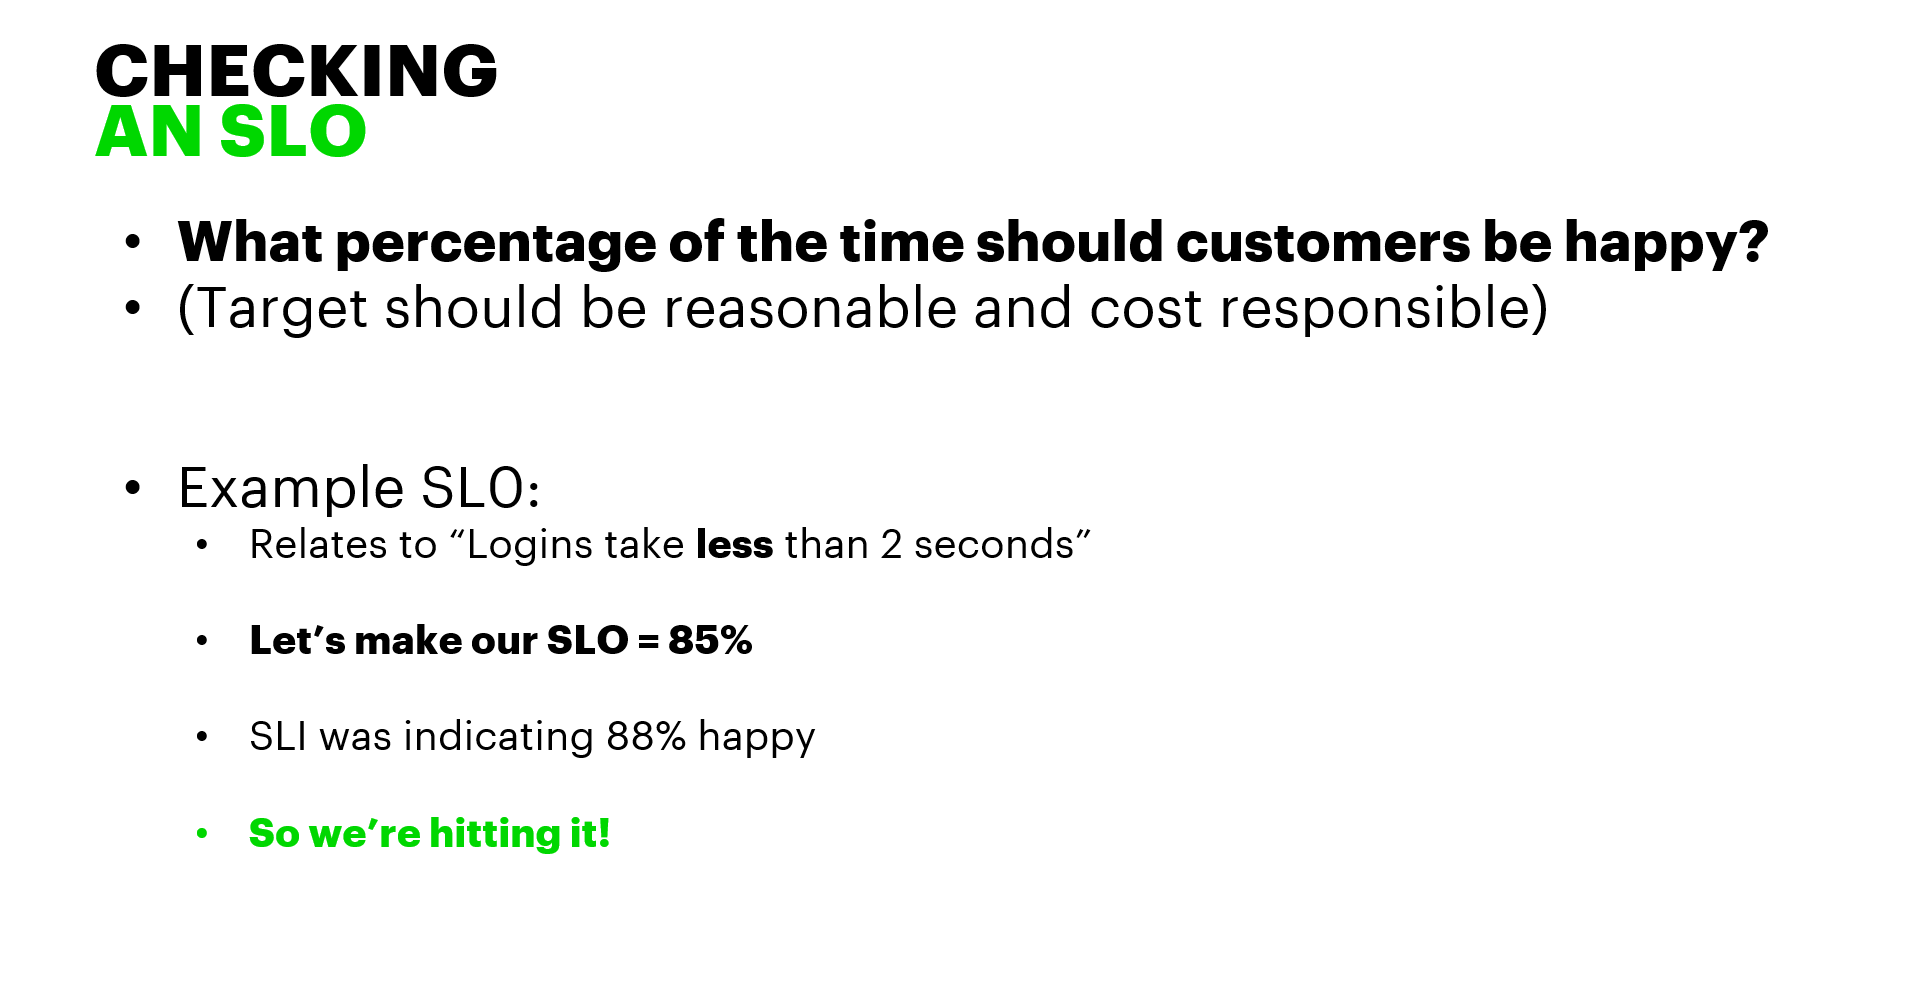 CHECKING
AN SLO
• What percentage of the time should customers be happy?
• (Target should be reasonable and cost responsible)
• Example SLO:
• Relates to “Logins take less than 2 seconds”
• Let’s make our SLO = 85%
• SLI was indicating 88% happy
• So we’re hitting it!